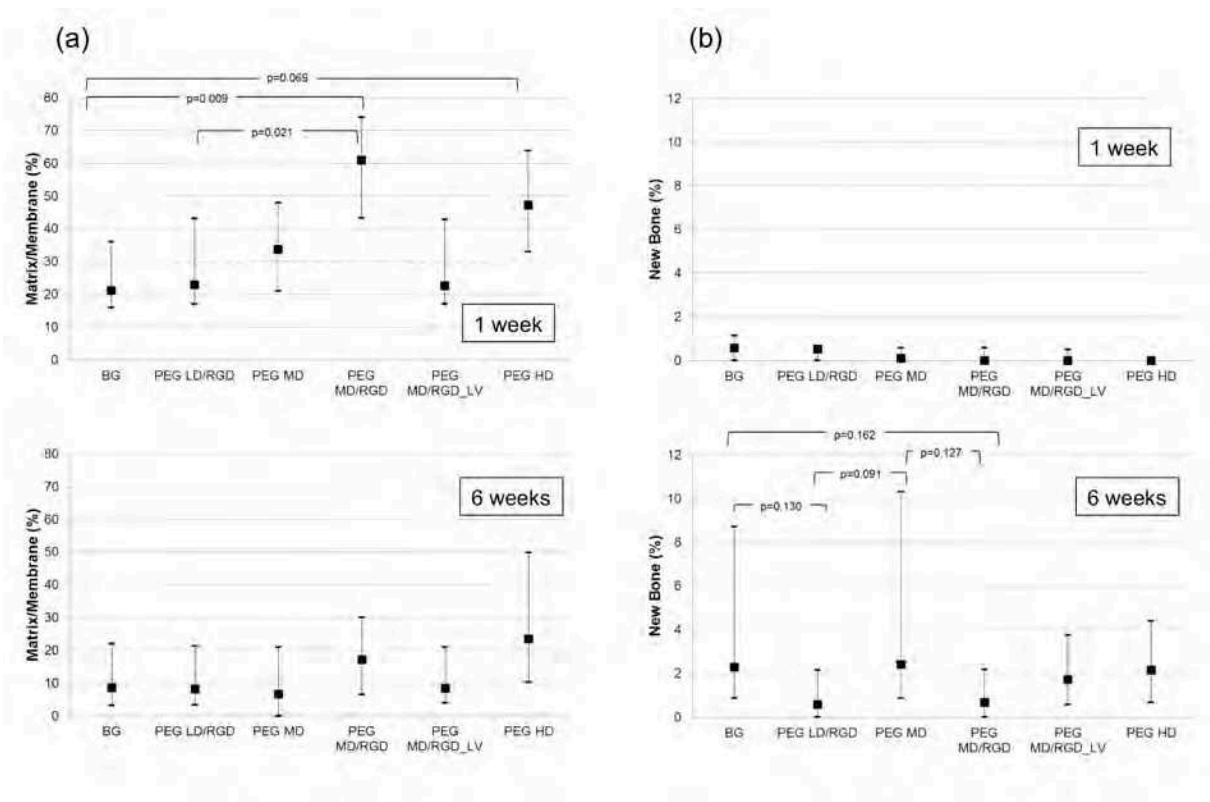 (a)
p=0.069
p=0.009
p=0.021
Matrix/Membrane (%)
80
70
60
50
40
30
20
10
0
1 week
BG PEG LD/RGD PEG MD PEG MD/RGD PEG MD/RGD_LV PEG HD
Matrix/Membrane (%)
80
70
60
50
40
30
20
10
0
6 weeks
BG PEG LD/RGD PEG MD PEG MD/RGD PEG MD/RGD_LV PEG HD
(b)
New Bone (%)
12
10
8
6
4
2
0
1 week
BG PEG LD/RGD PEG MD PEG MD/RGD PEG MD/RGD_LV PEG HD
p=0.162
p=0.127
p=0.091
p=0.130
New Bone (%)
12
10
8
6
4
2
0
6 weeks
BG PEG LD/RGD PEG MD PEG MD/RGD PEG MD/RGD_LV PEG HD